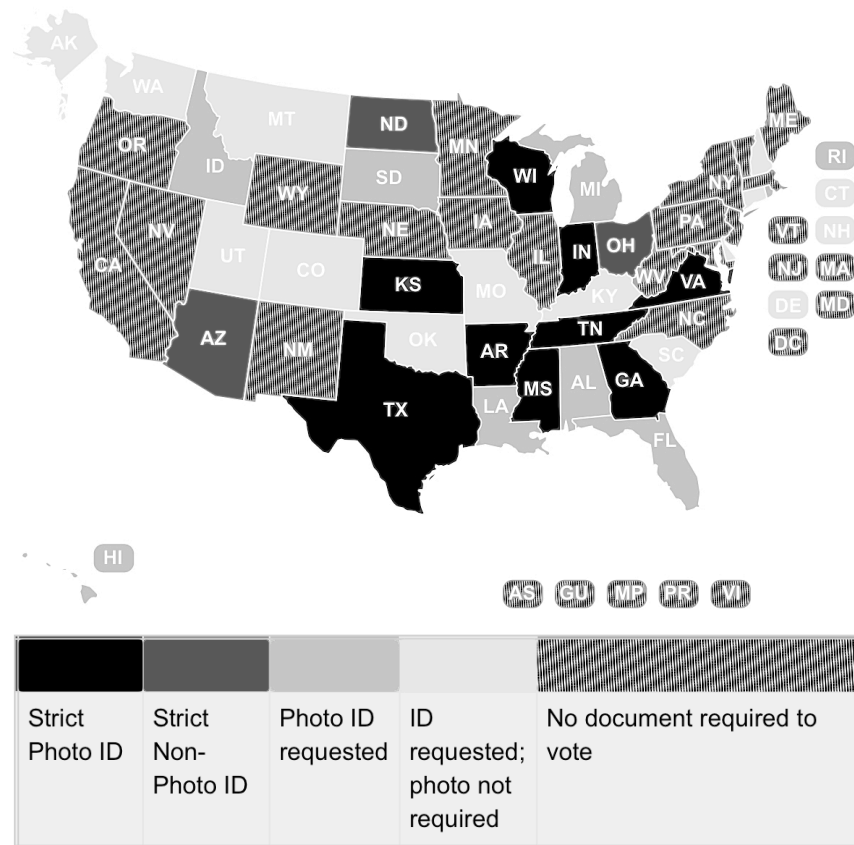 AK
WA
MT
ND
MN
ME
OR
ID
WY
SD
WI
MI
NY
RI
CT
NV
NE
IA
PA
VT
NH
CA
UT
CO
KS
MO
IL
IN
OH
WV
VA
NJ
MA
KY
DE
MD
AZ
NM
OK
AR
TN
NC
DC
TX
LA
MS
AL
GA
SC
FL
HI
AS
GU
MP
PR
VI
Strict
Photo ID
Strict
Non-
Photo ID
Photo ID
requested
ID
requested;
photo not
required
No document required to
vote